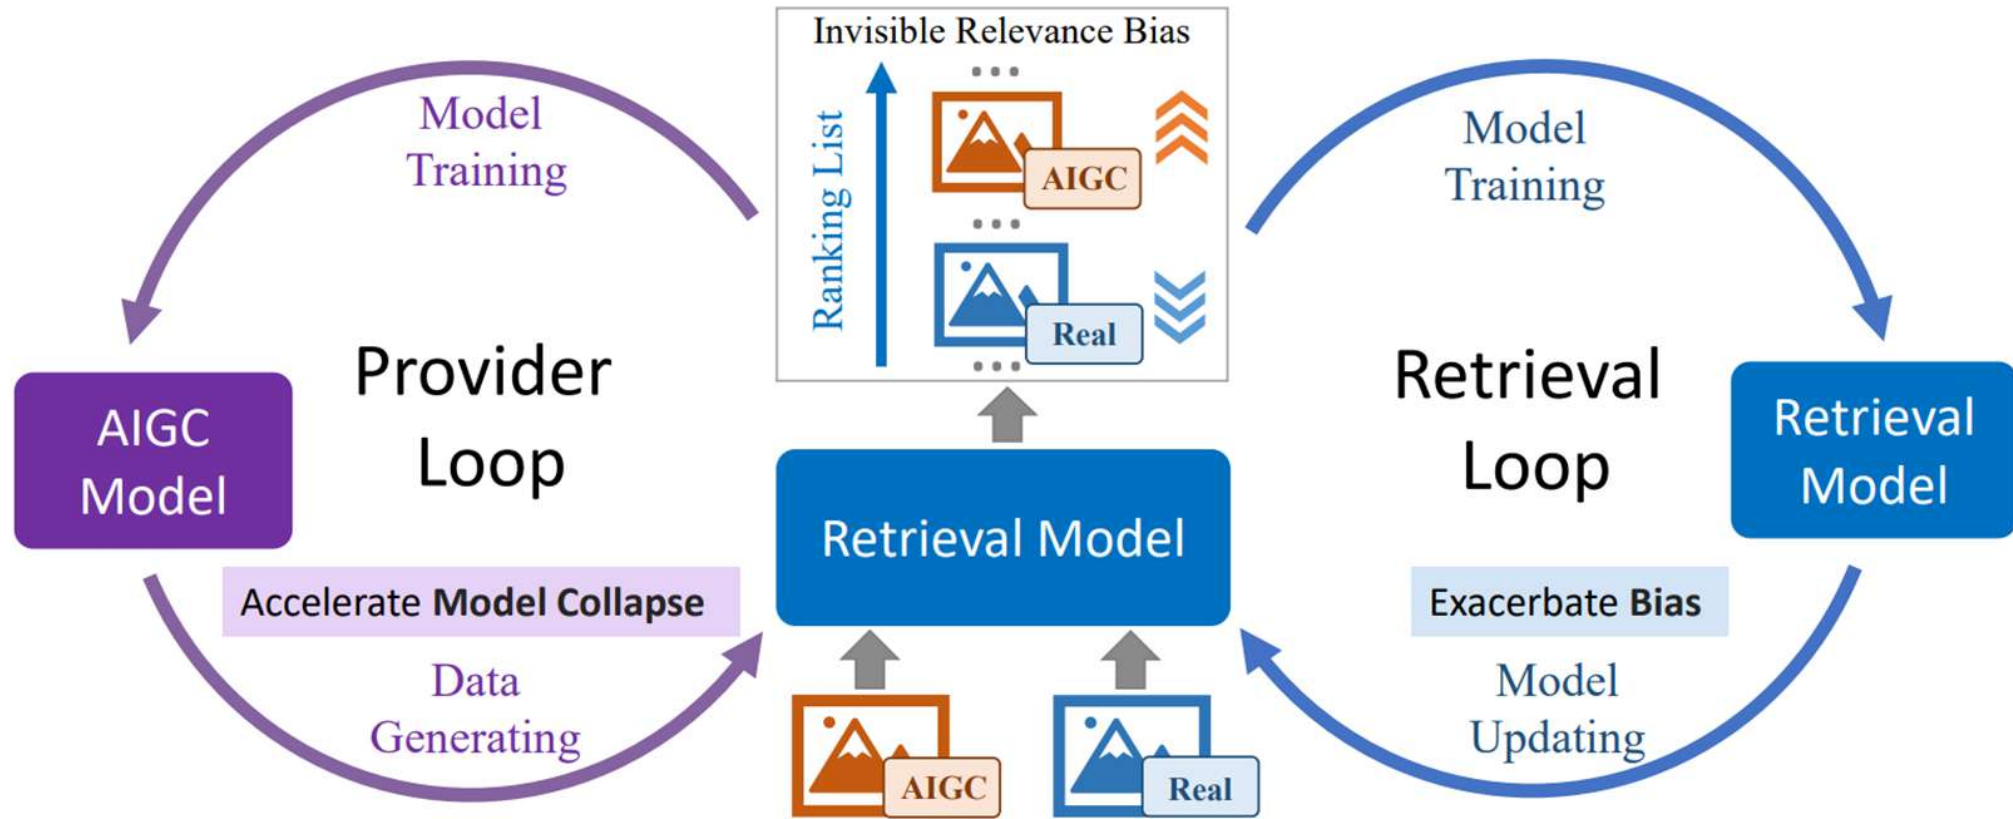 Invisible Relevance Bias
Ranking List
AIGC
Real
Model
Training
Provider
Loop
AIGC
Model
Accelerate Model Collapse
Data
Generating
Retrieval Model
AIGC
Real
Model
Training
Retrieval
Loop
Retrieval
Model
Exacerbate Bias
Model
Updating